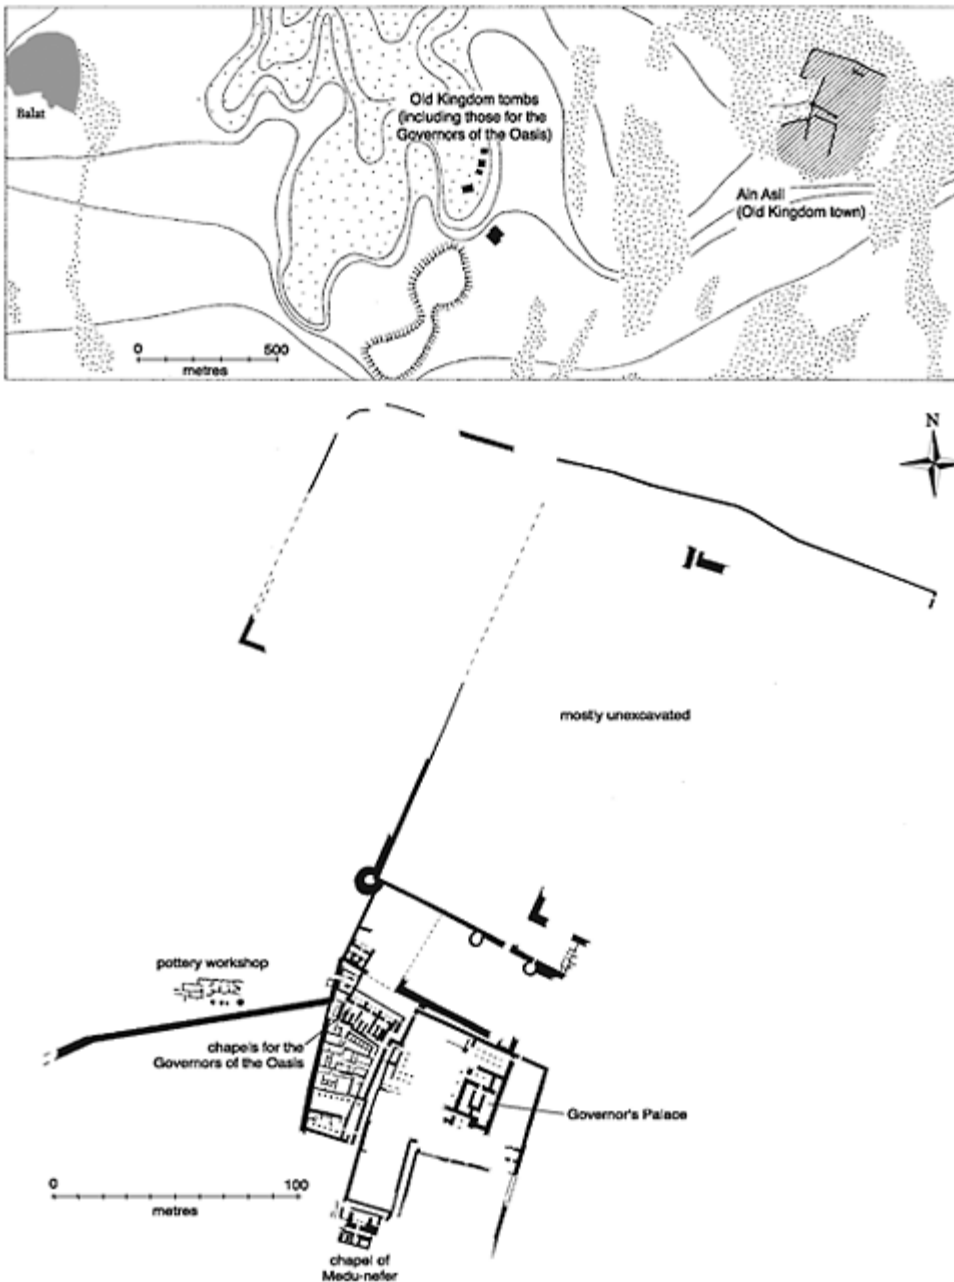 Balat
Old Kingdom tombs
(including those for the
Governors of the Oasis)
Ain Asil
(Old Kingdom town)
0 500
metres
N
mostly unexcavated
pottery workshop
chapels for the
Governors of the Oasis
Governor's Palace
0 100
metres
chapel of
Medu-nefer